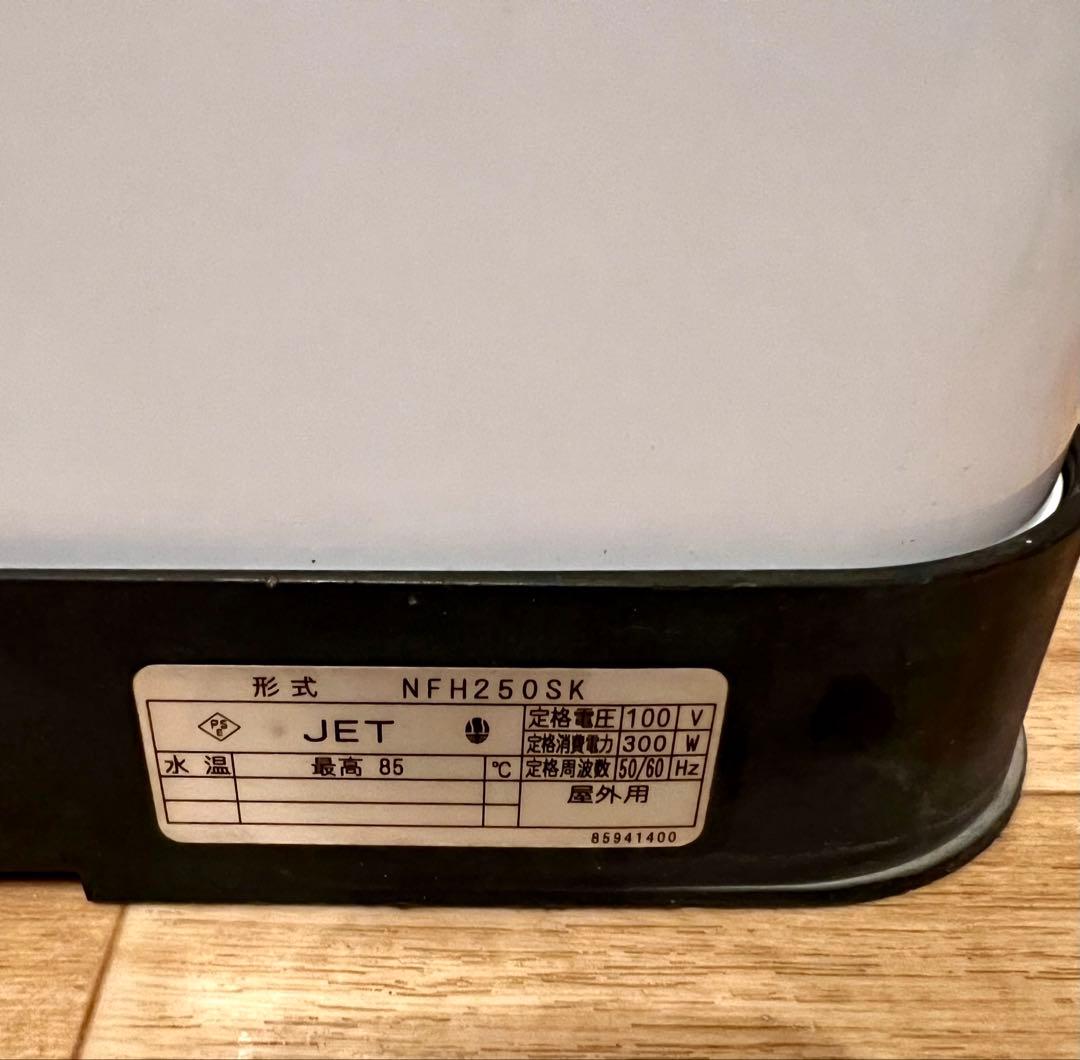 形式 NFH250SK
PSE JET 定格電圧 100 V
定格消費電力 300 W
水温 最高 85 ℃ 定格周波数 50/60 Hz
屋外用
85941400